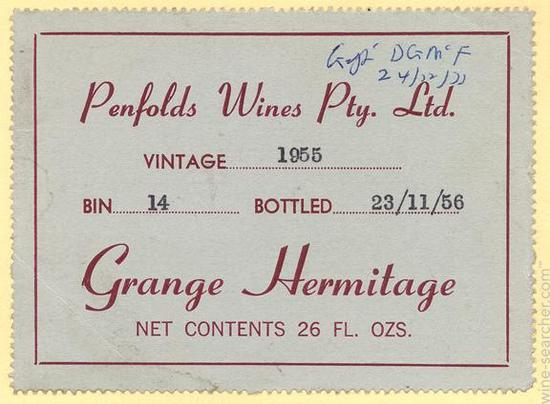 DGMcF
Penfolds Wines Pty. Ltd.
VINTAGE 1955
BIN 14 BOTTLED 23/11/56
Grange Hermitage
NET CONTENTS 26 FL. OZS.
wine-searcher.com